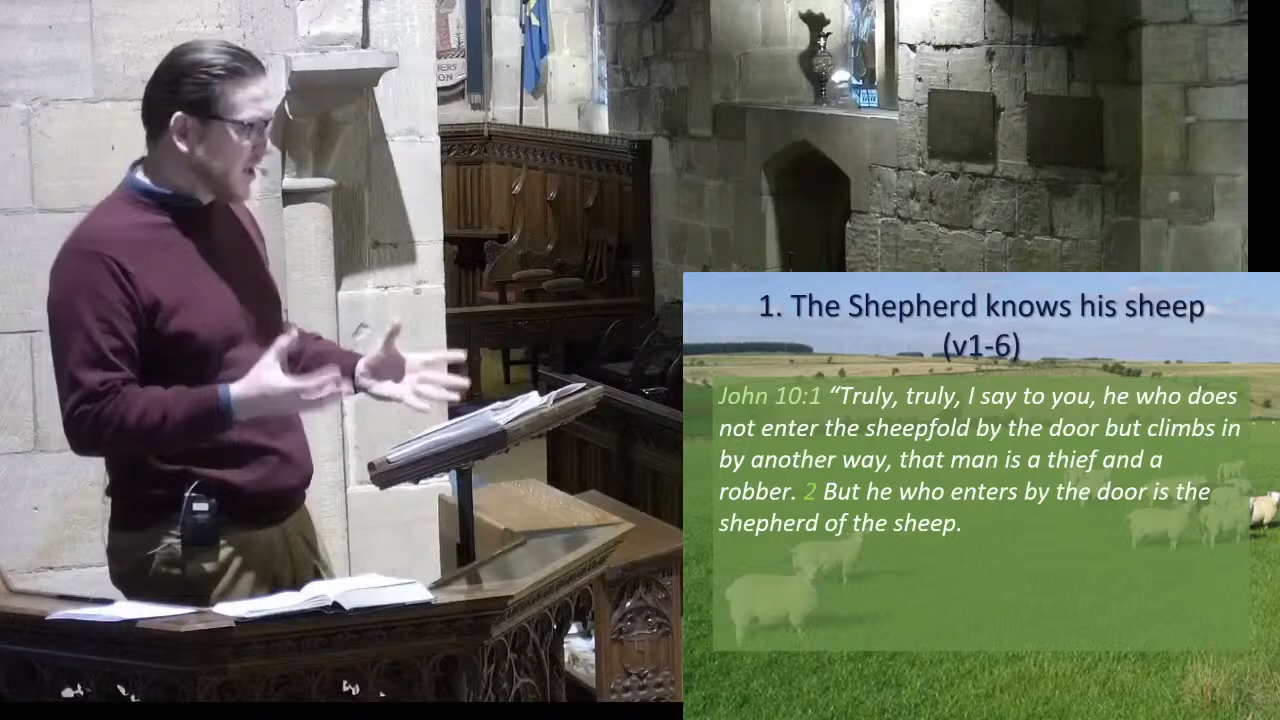 HERS
ON
1. The Shepherd knows his sheep
(v1-6)
John 10:1 “Truly, truly, I say to you, he who does
not enter the sheepfold by the door but climbs in
by another way, that man is a thief and a
robber. 2 But he who enters by the door is the
shepherd of the sheep.